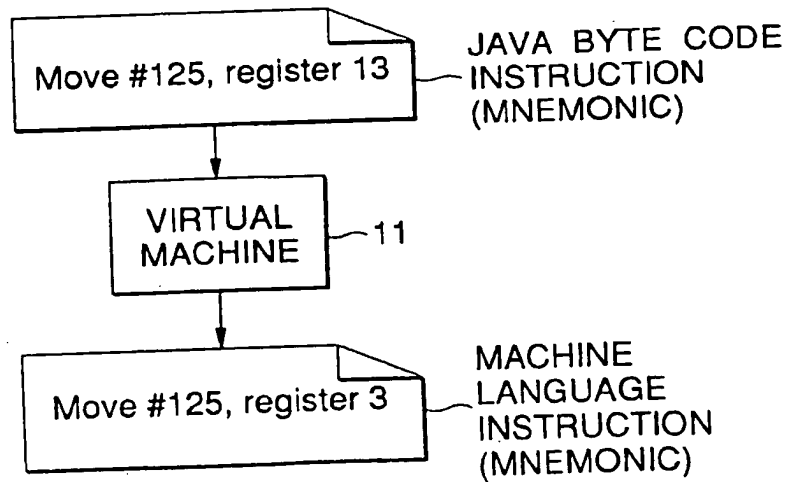 Move #125, register 13
JAVA BYTE CODE
INSTRUCTION
(MNEMONIC)
VIRTUAL
MACHINE
11
Move #125, register 3
MACHINE
LANGUAGE
INSTRUCTION
(MNEMONIC)